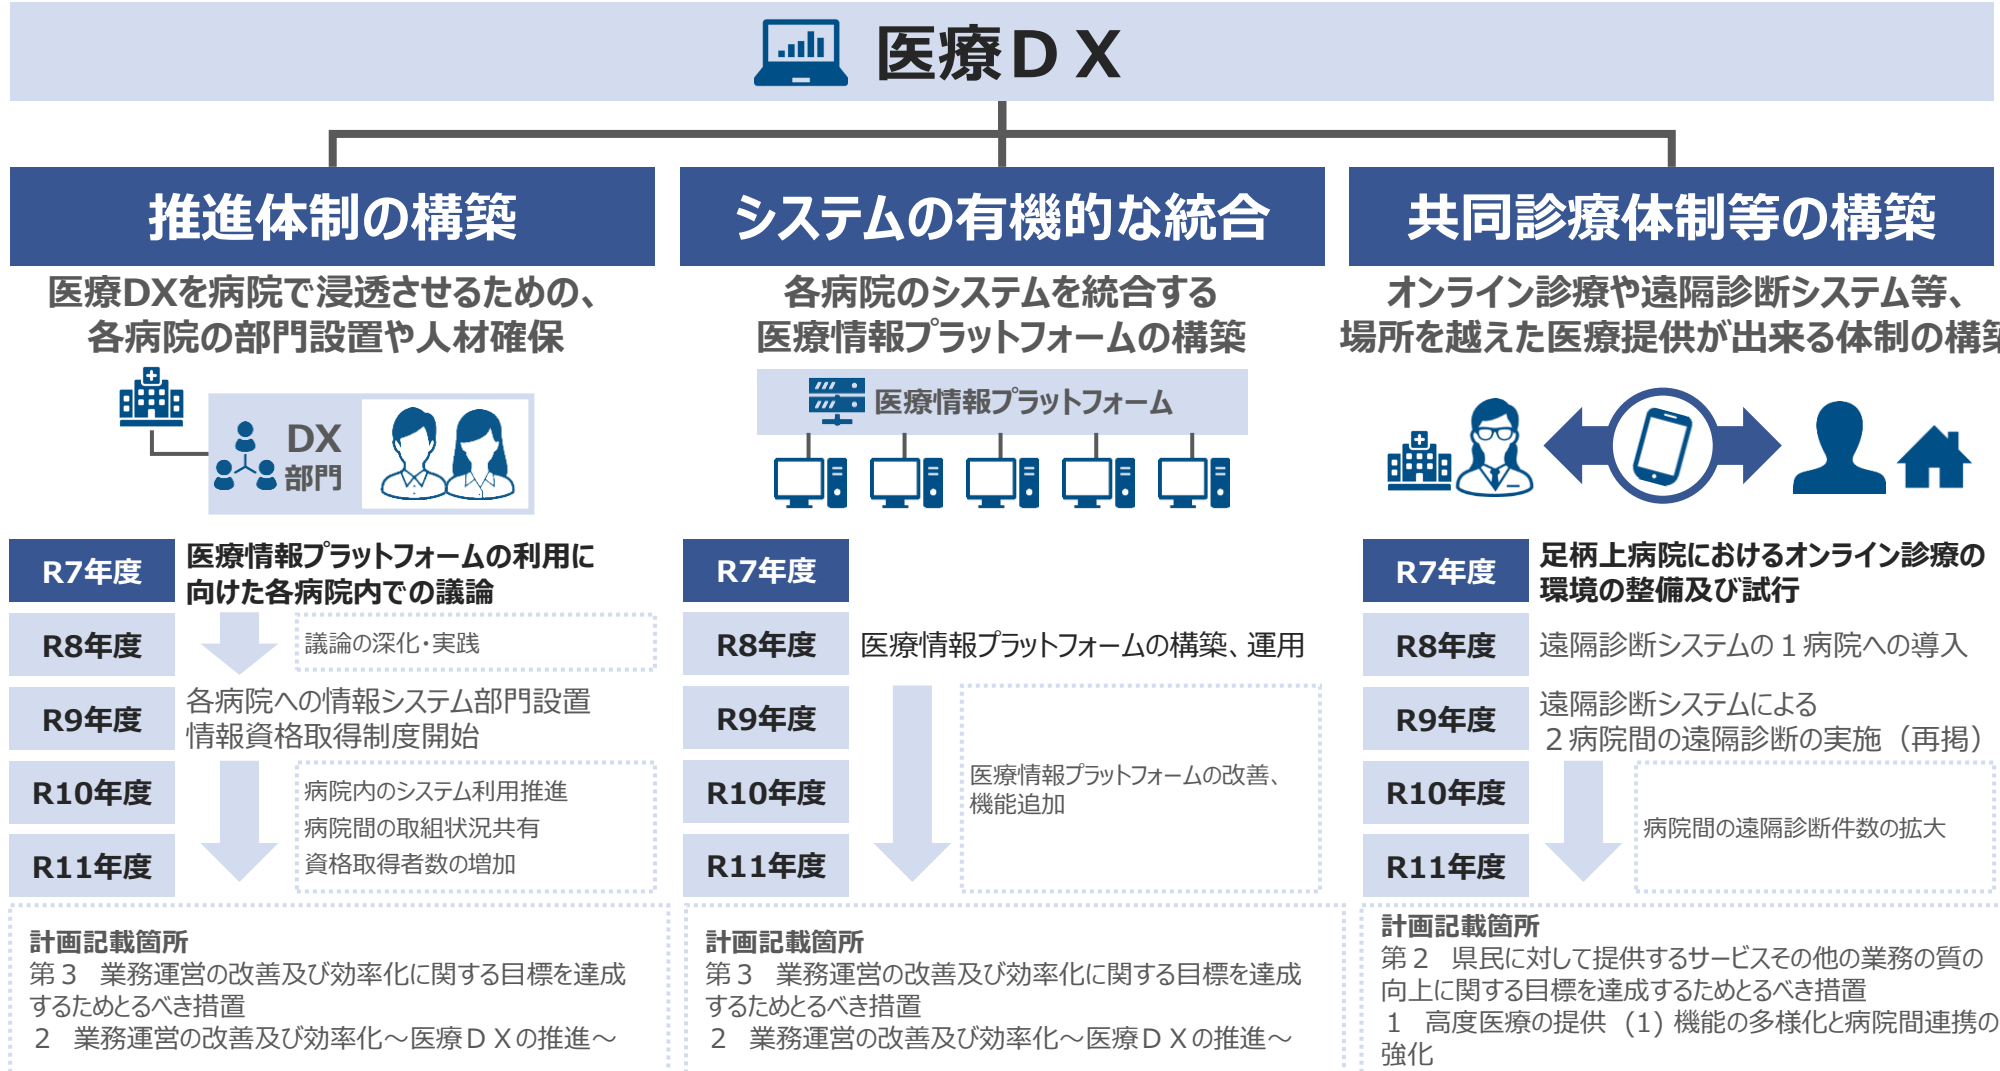 医療ＤＸ
推進体制の構築
医療DXを病院で浸透させるための、
各病院の部門設置や人材確保
DX
部門
R7年度
医療情報プラットフォームの利用に
向けた各病院内での議論
R8年度
議論の深化・実践
R9年度
各病院への情報システム部門設置
情報資格取得制度開始
R10年度
病院内のシステム利用推進
病院間の取組状況共有
R11年度
資格取得者数の増加
計画記載箇所
第３　業務運営の改善及び効率化に関する目標を達成
するためとるべき措置
２　業務運営の改善及び効率化～医療ＤＸの推進～
システムの有機的な統合
各病院のシステムを統合する
医療情報プラットフォームの構築
医療情報プラットフォーム
R7年度
R8年度
医療情報プラットフォームの構築、運用
R9年度
R10年度
医療情報プラットフォームの改善、
機能追加
R11年度
計画記載箇所
第３　業務運営の改善及び効率化に関する目標を達成
するためとるべき措置
２　業務運営の改善及び効率化～医療ＤＸの推進～
共同診療体制等の構築
オンライン診療や遠隔診断システム等、
場所を越えた医療提供が出来る体制の構築
R7年度
足柄上病院におけるオンライン診療の
環境の整備及び試行
R8年度
遠隔診断システムの１病院への導入
R9年度
遠隔診断システムによる
２病院間の遠隔診断の実施（再掲）
R10年度
病院間の遠隔診断件数の拡大
R11年度
計画記載箇所
第２　県民に対して提供するサービスその他の業務の質の
向上に関する目標を達成するためとるべき措置
１　高度医療の提供 (1) 機能の多様化と病院間連携の
強化